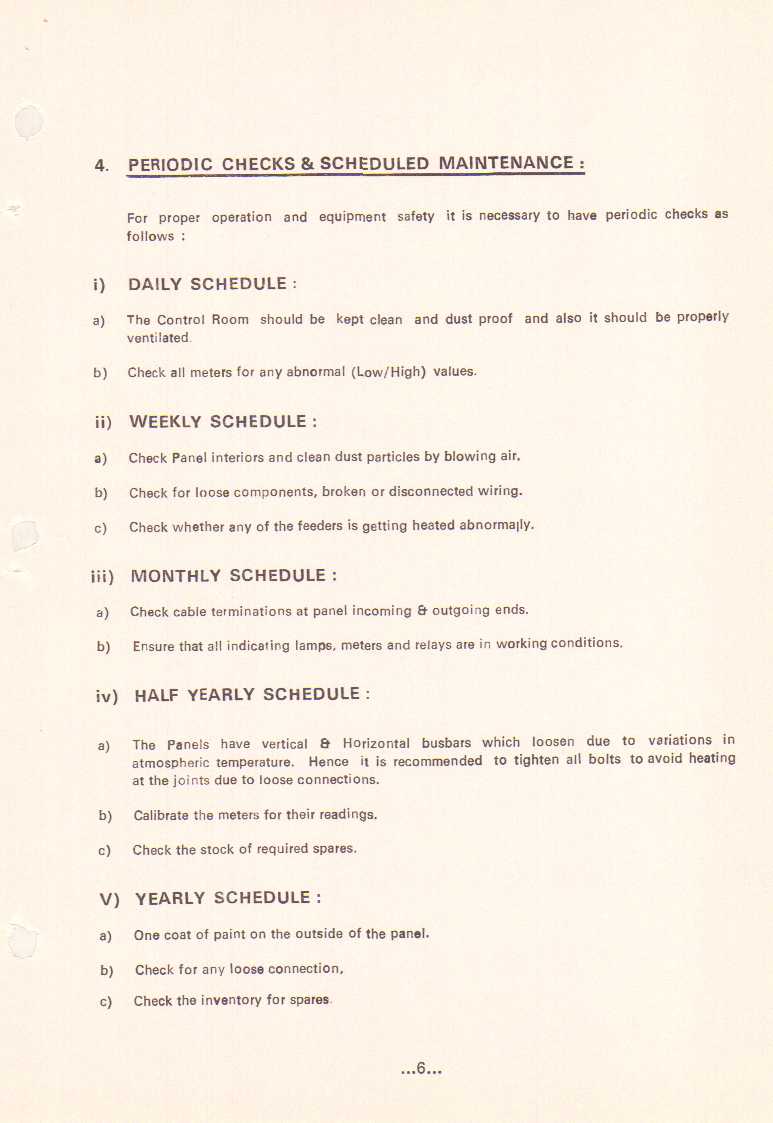 4. PERIODIC CHECKS & SCHEDULED MAINTENANCE :
For proper operation and equipment safety it is necessary to have periodic checks as
follows :
i) DAILY SCHEDULE :
a) The Control Room should be kept clean and dust proof and also it should be properly
ventilated.
b) Check all meters for any abnormal (Low/High) values.
ii) WEEKLY SCHEDULE :
a) Check Panel interiors and clean dust particles by blowing air.
b) Check for loose components, broken or disconnected wiring.
c) Check whether any of the feeders is getting heated abnormally.
iii) MONTHLY SCHEDULE :
a) Check cable terminations at panel incoming & outgoing ends.
b) Ensure that all indicating lamps, meters and relays are in working conditions.
iv) HALF YEARLY SCHEDULE :
a) The Panels have vertical & Horizontal busbars which loosen due to variations in
atmospheric temperature. Hence it is recommended to tighten all bolts to avoid heating
at the joints due to loose connections.
b) Calibrate the meters for their readings.
c) Check the stock of required spares.
V) YEARLY SCHEDULE :
a) One coat of paint on the outside of the panel.
b) Check for any loose connection,
c) Check the inventory for spares.
...6...